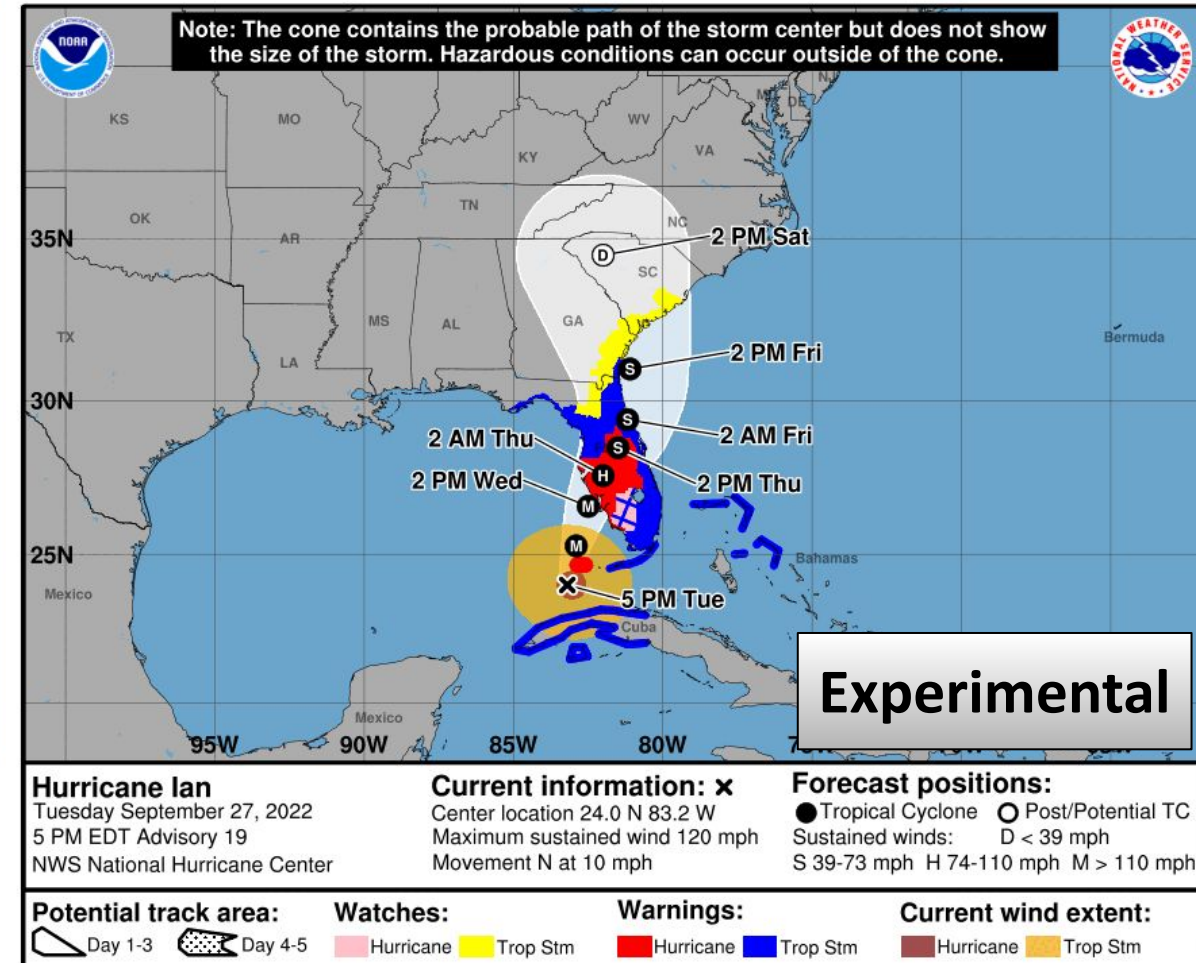 Note: The cone contains the probable path of the storm center but does not show
the size of the storm. Hazardous conditions can occur outside of the cone.
NOAA
NATIONAL WEATHER SERVICE
NJ
DE
KS
MO
WV
KY
VA
OK
TN
NC
AR
35N
2 PM Sat
D
SC
MS
AL
GA
TX
Bermuda
LA
2 PM Fri
S
30N
S
2 AM Fri
2 AM Thu
S
2 PM Wed
H
2 PM Thu
M
M
25N
Bahamas
Mexico
5 PM Tue
Cuba
Experimental
Mexico
95W
90W
85W
80W
Hurricane Ian
Tuesday September 27, 2022
5 PM EDT Advisory 19
NWS National Hurricane Center
Current information: ✖
Center location 24.0 N 83.2 W
Maximum sustained wind 120 mph
Movement N at 10 mph
Forecast positions:
● Tropical Cyclone ○ Post/Potential TC
Sustained winds: D < 39 mph
S 39-73 mph H 74-110 mph M > 110 mph
Potential track area:
Day 1-3 Day 4-5
Watches:
Hurricane Trop Stm
Warnings:
Hurricane Trop Stm
Current wind extent:
Hurricane Trop Stm